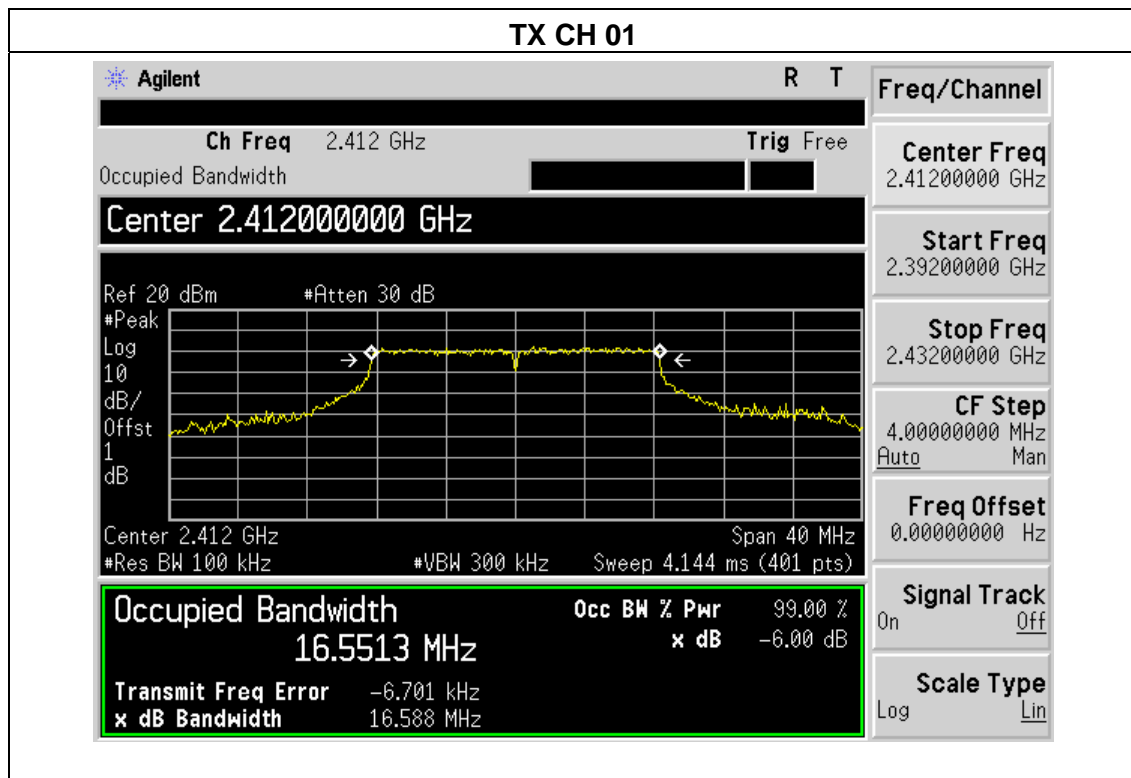 TX CH 01
Agilent R T
Ch Freq 2.412 GHz Trig Free
Occupied Bandwidth
Center 2.412000000 GHz
Ref 20 dBm #Atten 30 dB
#Peak
Log
10
dB/
Offst
1
dB
Center 2.412 GHz Span 40 MHz
#Res BW 100 kHz #VBW 300 kHz Sweep 4.144 ms (401 pts)
Occupied Bandwidth Occ BW % Pwr 99.00 %
16.5513 MHz x dB -6.00 dB
Transmit Freq Error -6.701 kHz
x dB Bandwidth 16.588 MHz
Freq/Channel
Center Freq
2.41200000 GHz
Start Freq
2.39200000 GHz
Stop Freq
2.43200000 GHz
CF Step
4.00000000 MHz
Auto Man
Freq Offset
0.00000000 Hz
Signal Track
On Off
Scale Type
Log Lin